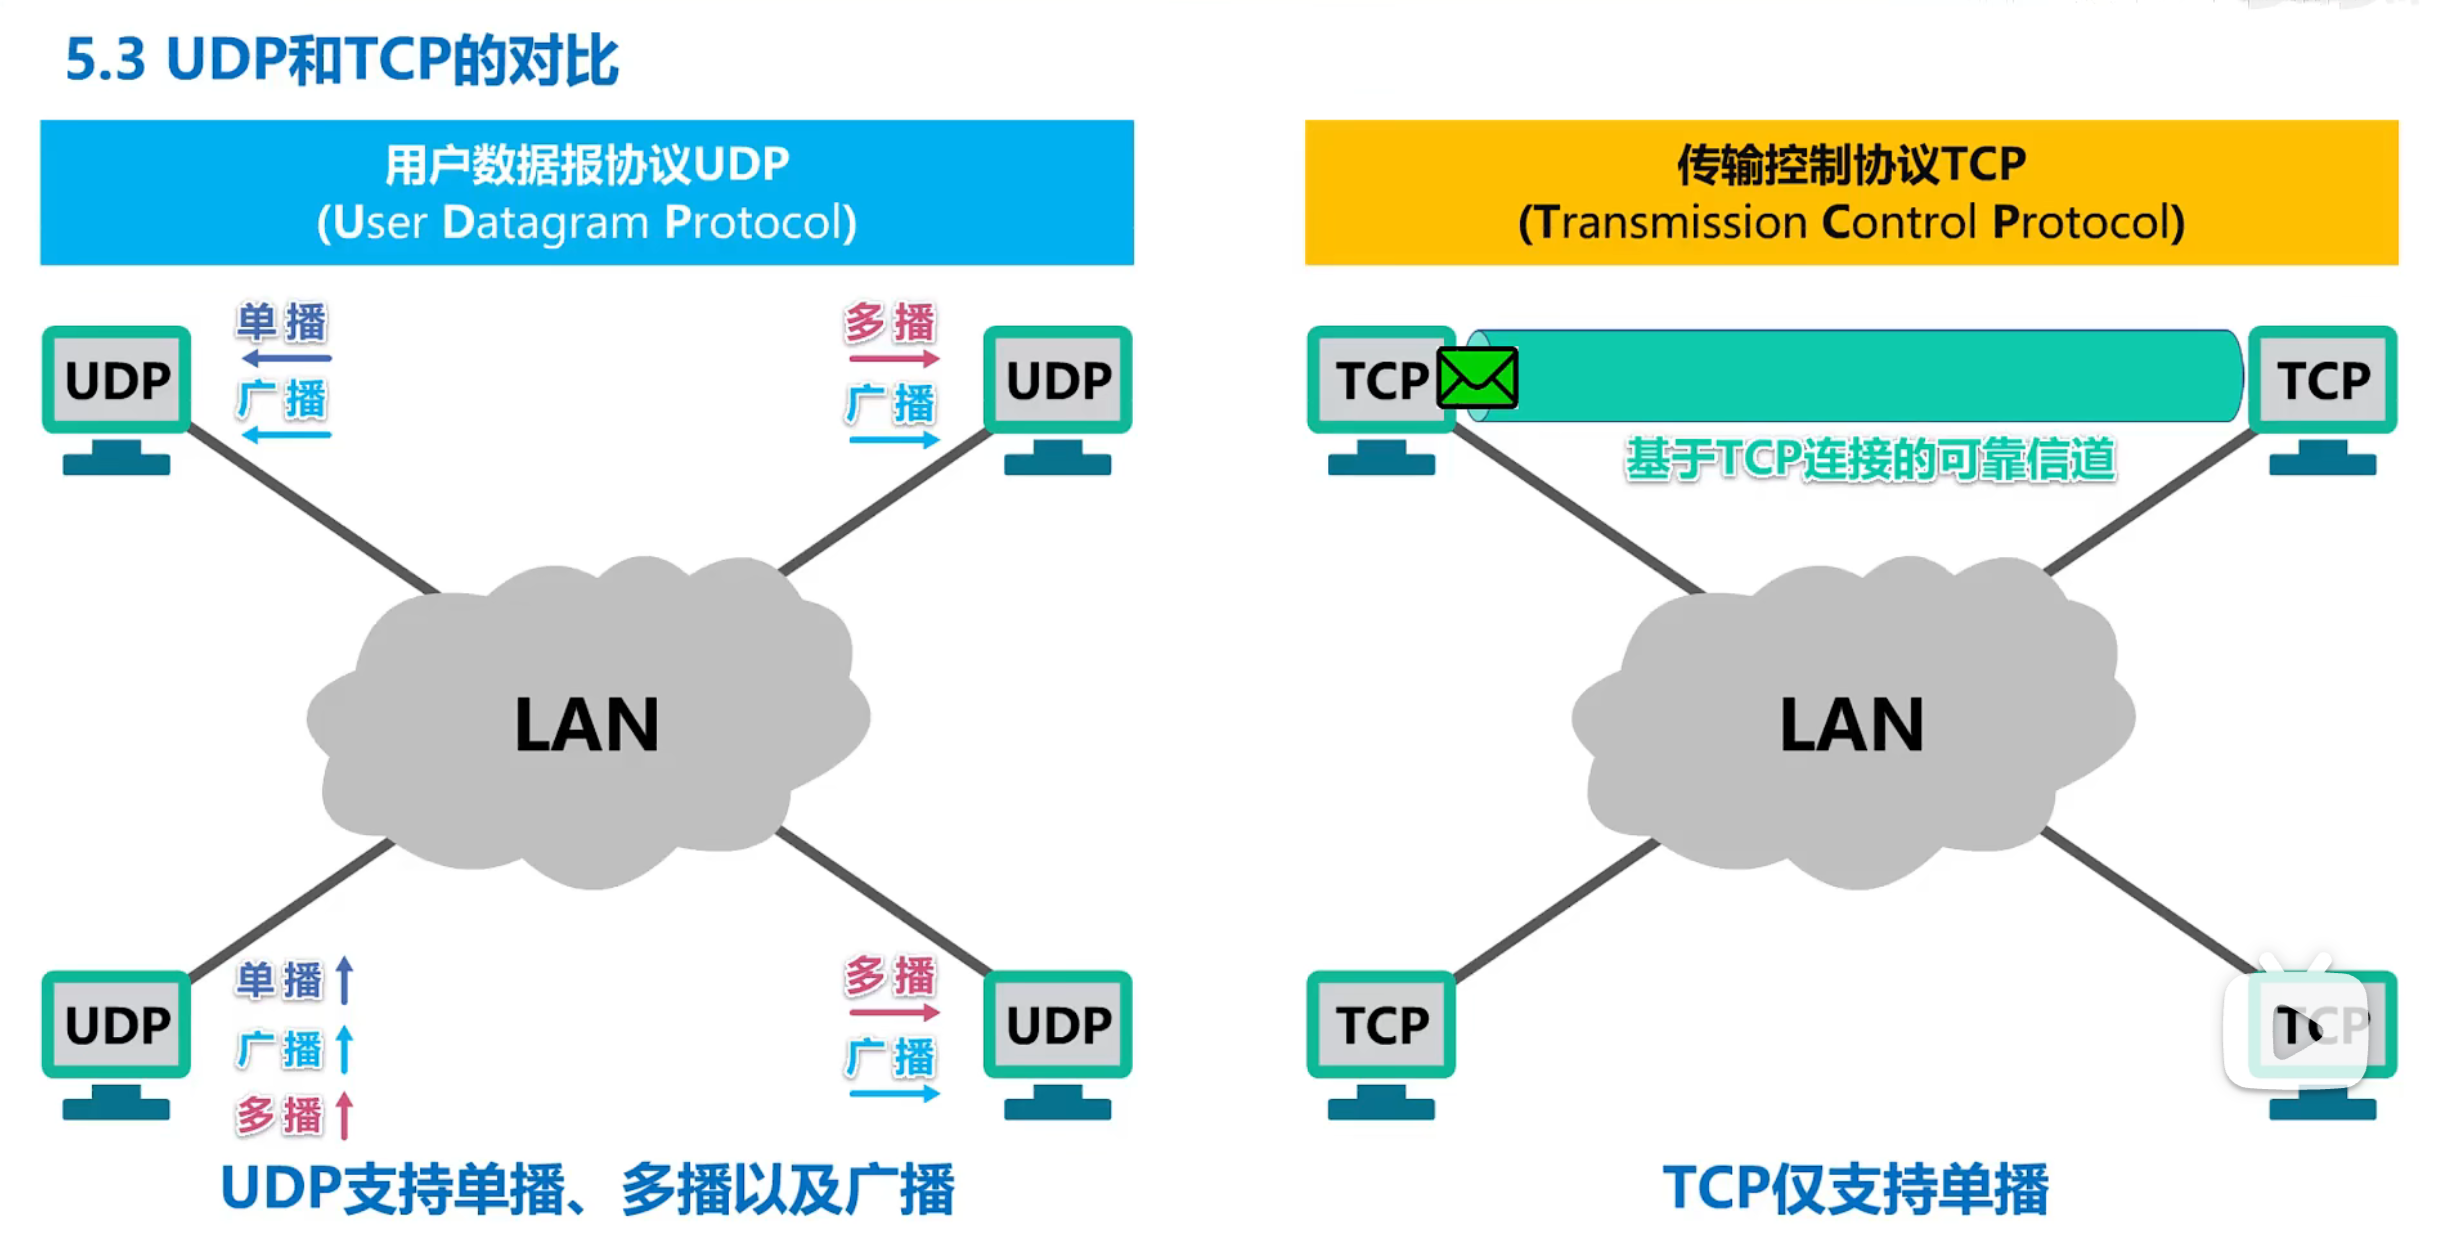 5.3 UDP和TCP的对比
用户数据报协议UDP
(User Datagram Protocol)
单播
广播
多播
广播
UDP
UDP
LAN
UDP
单播
广播
多播
多播
广播
UDP
UDP支持单播、多播以及广播
传输控制协议TCP
(Transmission Control Protocol)
TCP
TCP
基于TCP连接的可靠信道
LAN
TCP
TCP
TCP仅支持单播